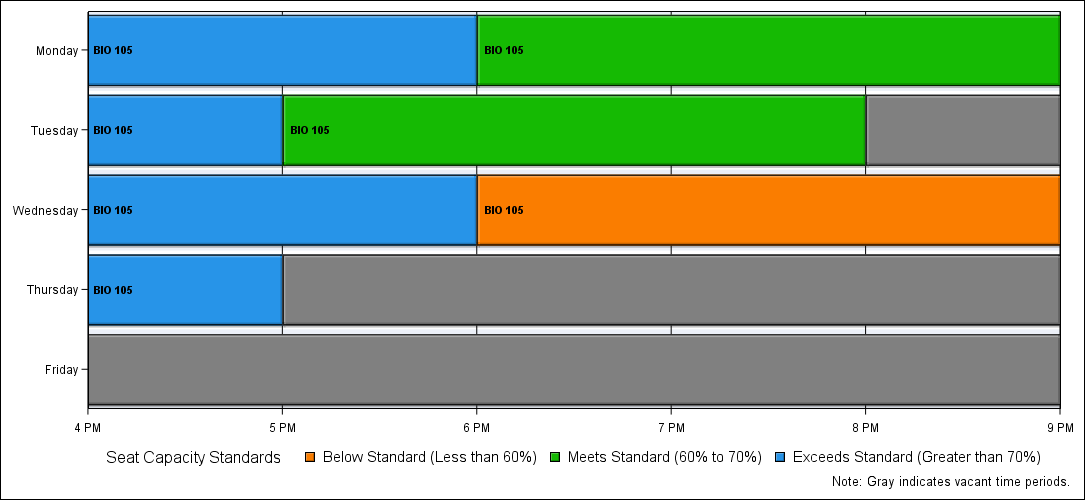 Monday BIO 105 BIO 105
Tuesday BIO 105 BIO 105
Wednesday BIO 105 BIO 105
Thursday BIO 105
Friday
4 PM 5 PM 6 PM 7 PM 8 PM 9 PM
Seat Capacity Standards Below Standard (Less than 60%) Meets Standard (60% to 70%) Exceeds Standard (Greater than 70%)
Note: Gray indicates vacant time periods.